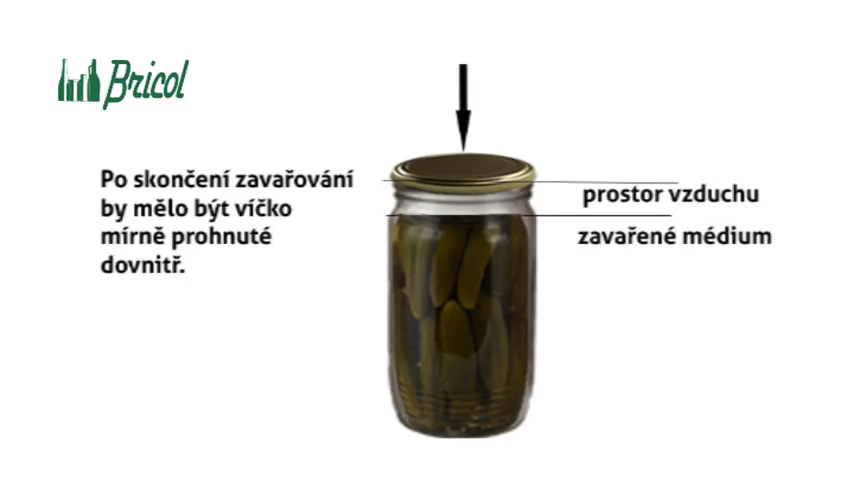 Bricol
Po skončení zavařování
by mělo být víčko
mírně prohnuté
dovnitř.
prostor vzduchu
zavařené médium